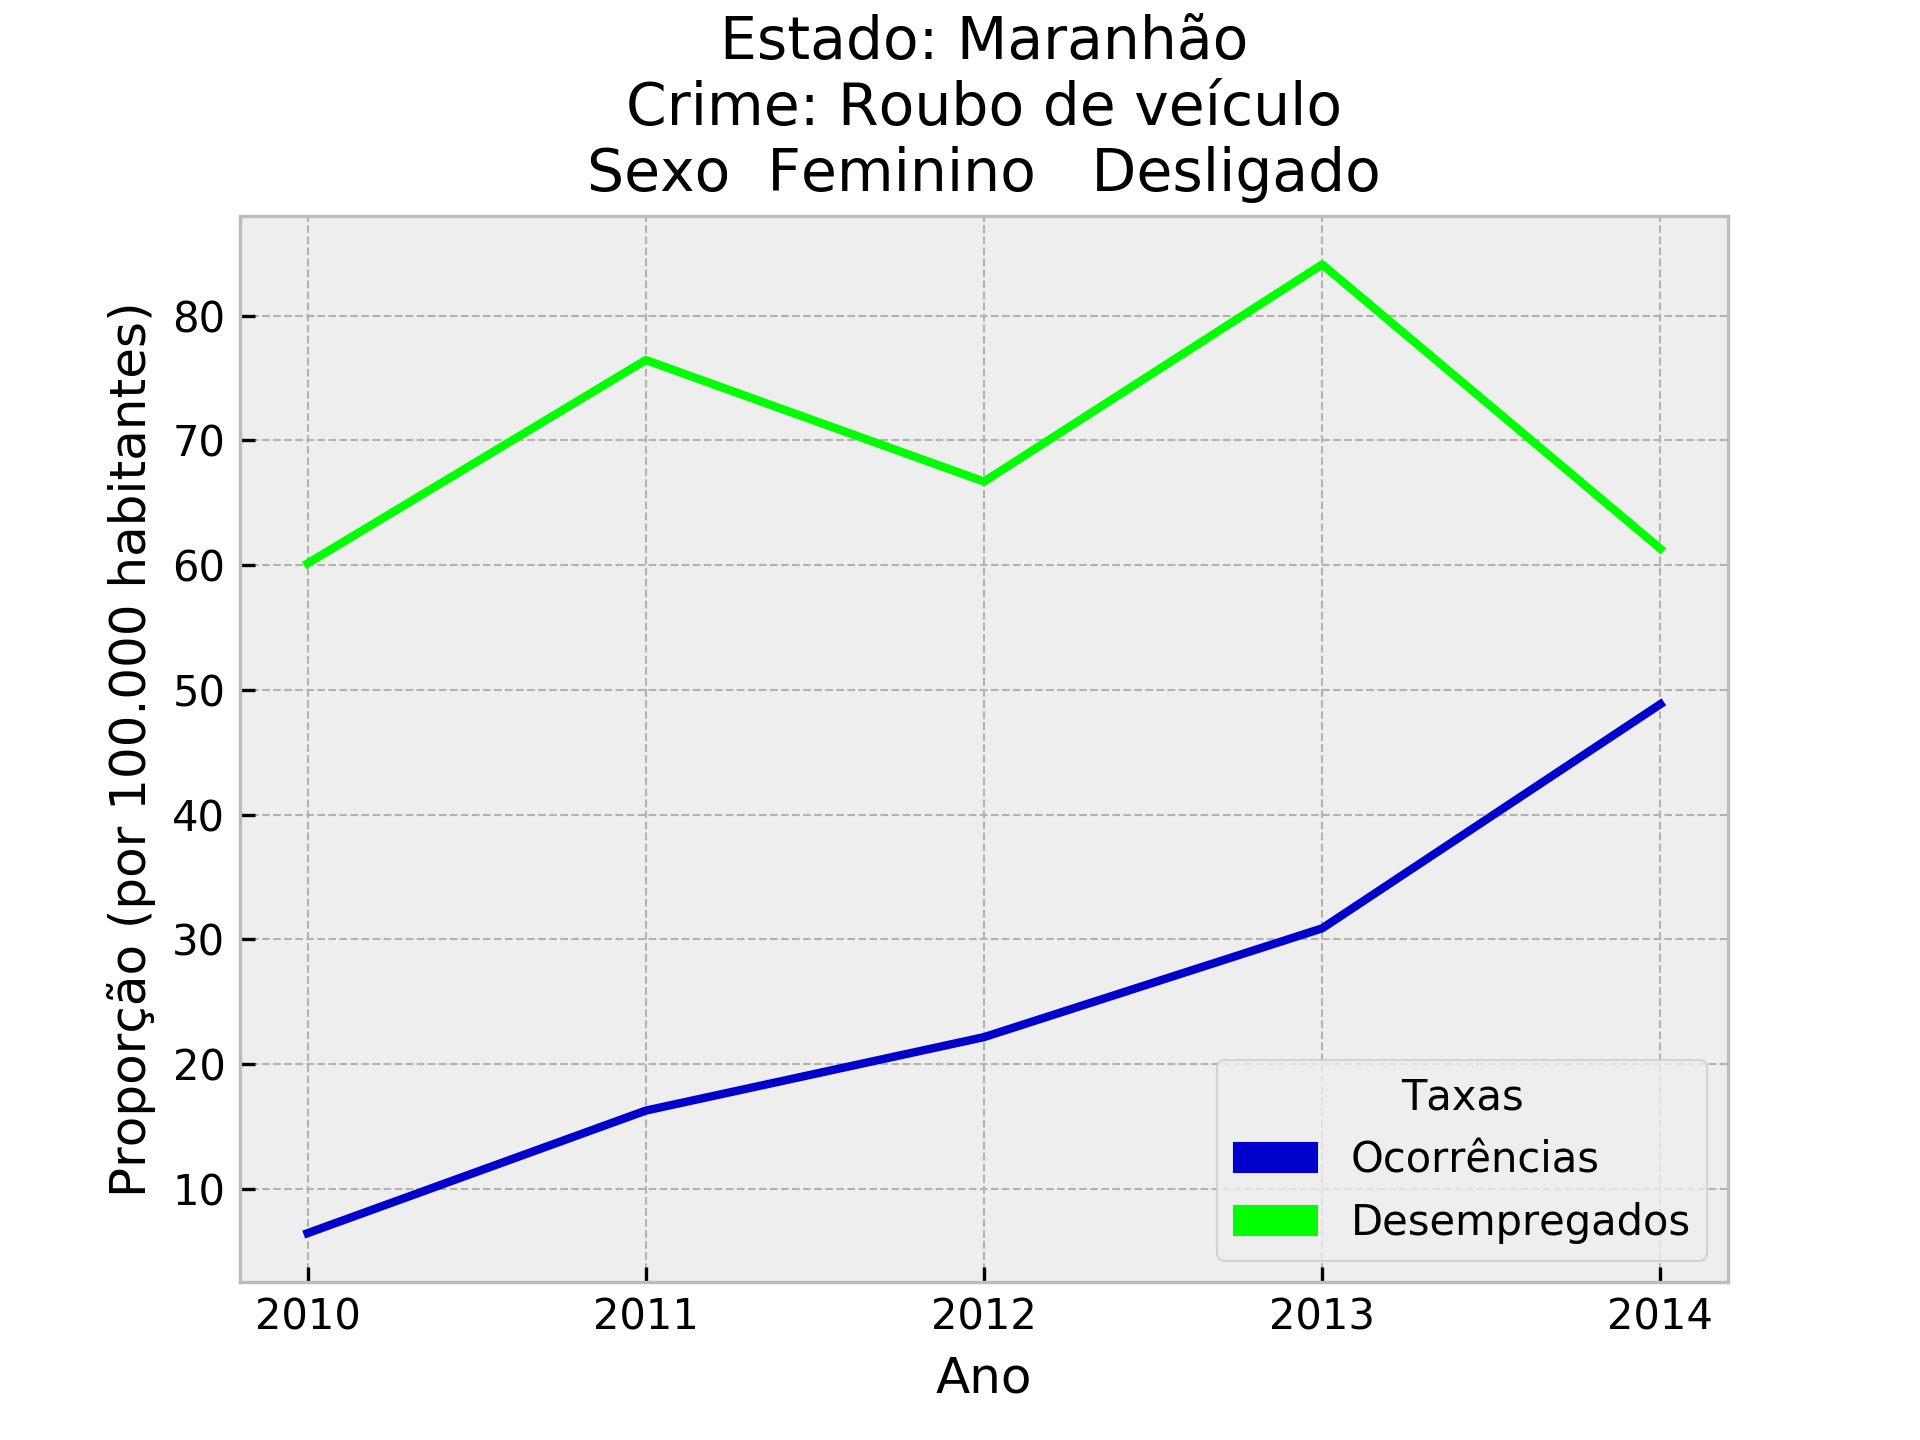 Estado: Maranhão
Crime: Roubo de veículo
Sexo  Feminino   Desligado
Proporção (por 100.000 habitantes)
80
70
60
50
40
30
20
10
Taxas
Ocorrências
Desempregados
2010 2011 2012 2013 2014
Ano